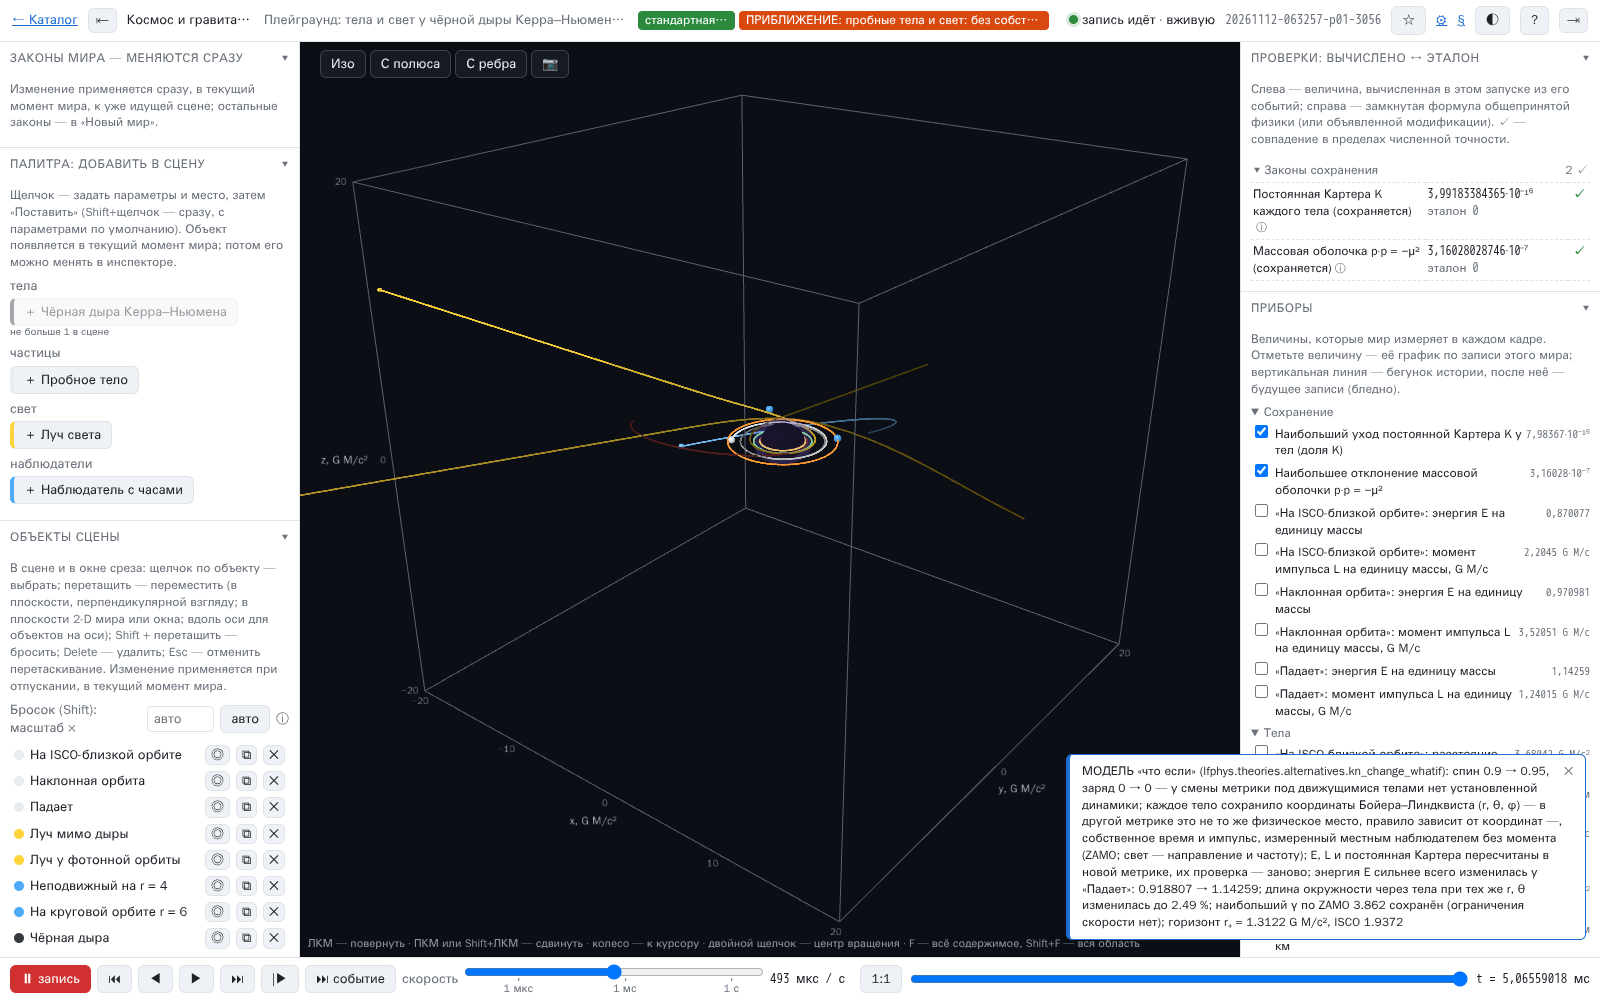 ← Каталог
⇤
Космос и гравита…
Плейграунд: тела и свет у чёрной дыры Керра—Ньюмен…
стандартная…
ПРИБЛИЖЕНИЕ: пробные тела и свет: без собст…
запись идёт · вживую
20261112-063257-p01-3056
☆
⚙
§
?
⇥
ЗАКОНЫ МИРА — МЕНЯЮТСЯ СРАЗУ
Изменение применяется сразу, в текущий
момент мира, к уже идущей сцене; остальные
законы — в «Новый мир».
ПАЛИТРА: ДОБАВИТЬ В СЦЕНУ
Щелчок — задать параметры и место, затем
«Поставить» (Shift+щелчок — сразу, с
параметрами по умолчанию). Объект
появляется в текущий момент мира; потом его
можно менять в инспекторе.
тела
+ Чёрная дыра Керра—Ньюмена
не больше 1 в сцене
частицы
+ Пробное тело
свет
+ Луч света
наблюдатели
+ Наблюдатель с часами
ОБЪЕКТЫ СЦЕНЫ
В сцене и в окне среза: щелчок по объекту —
выбрать; перетащить — переместить (в
плоскости, перпендикулярной взгляду; в
плоскости 2-D мира или окна; вдоль оси для
объектов на оси); Shift + перетащить —
бросить; Delete — удалить; Esc — отменить
перетаскивание. Изменение применяется при
отпускании, в текущий момент мира.
Бросок (Shift):
масштаб ×
авто
авто
ⓘ
На ISCO-близкой орбите
Наклонная орбита
Падает
Луч мимо дыры
Луч у фотонной орбиты
Неподвижный на r = 4
На круговой орбите r = 6
Чёрная дыра
Изо
С полюса
С ребра
20
z, G M/c²
0
−20
−20
−10
0
x, G M/c²
10
20
0
y, G M/c²
20
ЛКМ — повернуть · ПКМ или Shift+ЛКМ — сдвинуть · колесо — к курсору · двойной щелчок — центр вращения · F — всё содержимое, Shift+F — вся область
ПРОВЕРКИ: ВЫЧИСЛЕНО ↔ ЭТАЛОН
Слева — величина, вычисленная в этом запуске из его
событий; справа — замкнутая формула общепринятой
физики (или объявленной модификации). ✓ —
совпадение в пределах численной точности.
Законы сохранения
2 ✓
Постоянная Картера K
каждого тела (сохраняется)
ⓘ
3,99183384365·10⁻¹⁶
эталон 0
✓
Массовая оболочка p·p = −μ²
(сохраняется) ⓘ
3,16028028746·10⁻⁷
эталон 0
✓
ПРИБОРЫ
Величины, которые мир измеряет в каждом кадре.
Отметьте величину — её график по записи этого мира;
вертикальная линия — бегунок истории, после неё —
будущее записи (бледно).
Сохранение
Наибольший уход постоянной Картера K у
тел (доля K)
7,98367·10⁻¹⁶
Наибольшее отклонение массовой
оболочки p·p = −μ²
3,16028·10⁻⁷
«На ISCO-близкой орбите»: энергия E на
единицу массы
0,870077
«На ISCO-близкой орбите»: момент
импульса L на единицу массы, G M/c
2,2045 G M/c
«Наклонная орбита»: энергия E на единицу
массы
0,970981
«Наклонная орбита»: момент импульса L
на единицу массы, G M/c
3,52051 G M/c
«Падает»: энергия E на единицу массы
1,14259
«Падает»: момент импульса L на единицу
массы, G M/c
1,24015 G M/c
Тела
км
МОДЕЛЬ «что если» (lfphys.theories.alternatives.kn_change_whatif): спин 0.9 → 0.95,
заряд 0 → 0 — у смены метрики под движущимися телами нет установленной
динамики; каждое тело сохранило координаты Бойера—Линдквиста (r, θ, φ) — в
другой метрике это не то же физическое место, правило зависит от координат —,
собственное время и импульс, измеренный местным наблюдателем без момента
(ZAMO; свет — направление и частоту); E, L и постоянная Картера пересчитаны в
новой метрике, их проверка — заново; энергия E сильнее всего изменилась у
«Падает»: 0.918807 → 1.14259; длина окружности через тела при тех же r, θ
изменилась до 2.49 %; наибольший γ по ZAMO 3.862 сохранён (ограничения
скорости нет); горизонт r₊ = 1.3122 G M/c², ISCO 1.9372
×
⏸ запись
⏭ событие
скорость
1 мкс
1 мс
1 с
493 мкс / с
1:1
t = 5,06559018 мс